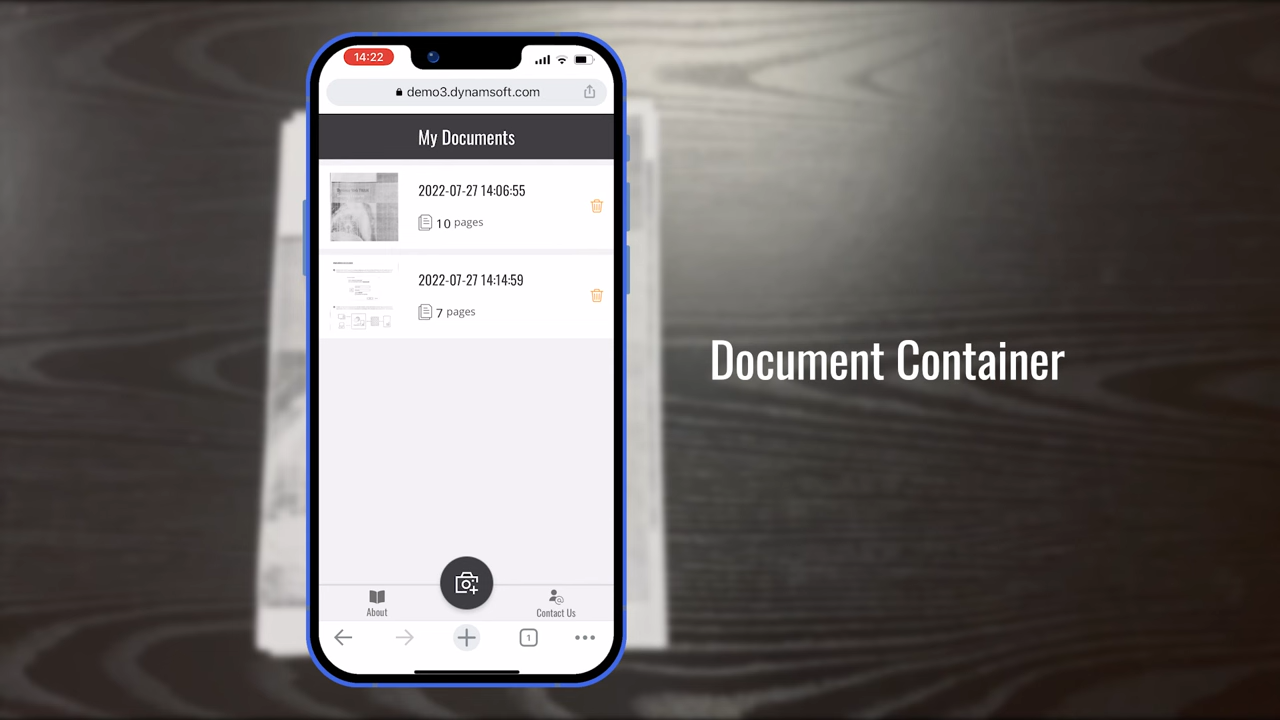 14:22
demo3.dynamsoft.com
My Documents
2022-07-27 14:06:55
10 pages
2022-07-27 14:14:59
7 pages
Document Container
About
Contact Us
1